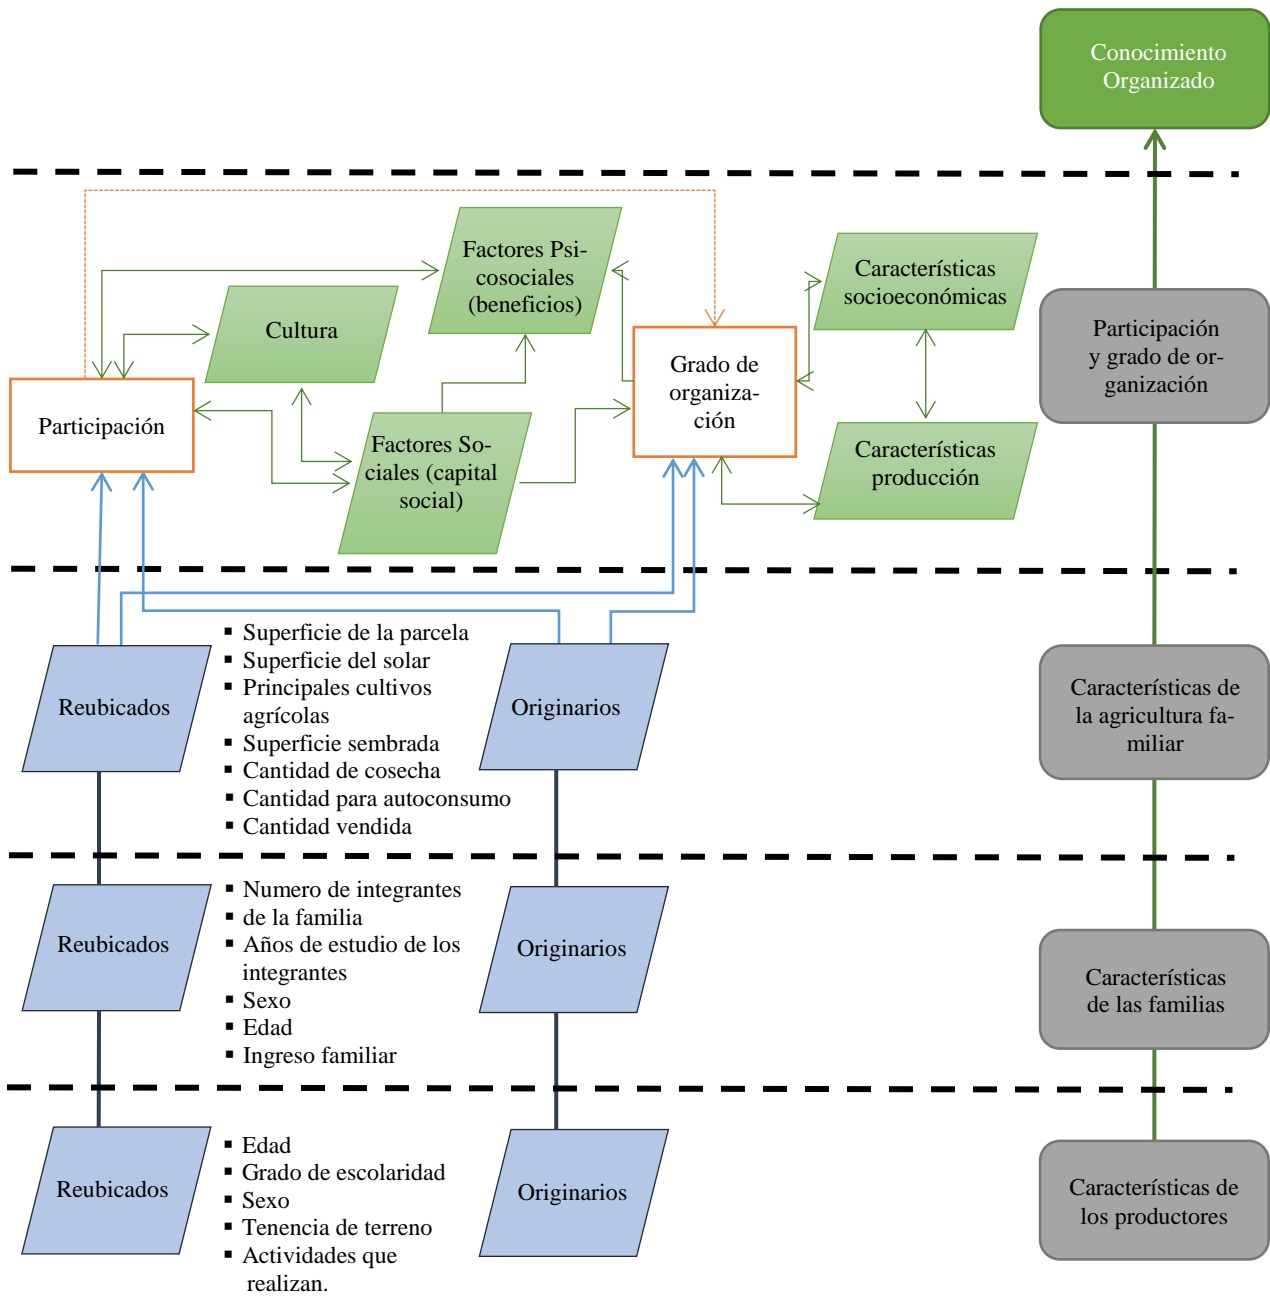 Conocimiento
Organizado
Factores Psi-
cosociales
(beneficios)
Cultura
Características
socioeconómicas
Participación
y grado de or-
ganización
Grado de
organiza-
ción
Participación
Factores So-
ciales (capital
social)
Características
producción
Reubicados
▪ Superficie de la parcela
▪ Superficie del solar
▪ Principales cultivos
agrícolas
▪ Superficie sembrada
▪ Cantidad de cosecha
▪ Cantidad para autoconsumo
▪ Cantidad vendida
Originarios
Características de
la agricultura fa-
miliar
Reubicados
▪ Numero de integrantes
▪ de la familia
▪ Años de estudio de los
integrantes
▪ Sexo
▪ Edad
▪ Ingreso familiar
Originarios
Características
de las familias
Reubicados
▪ Edad
▪ Grado de escolaridad
▪ Sexo
▪ Tenencia de terreno
▪ Actividades que
realizan.
Originarios
Características de
los productores